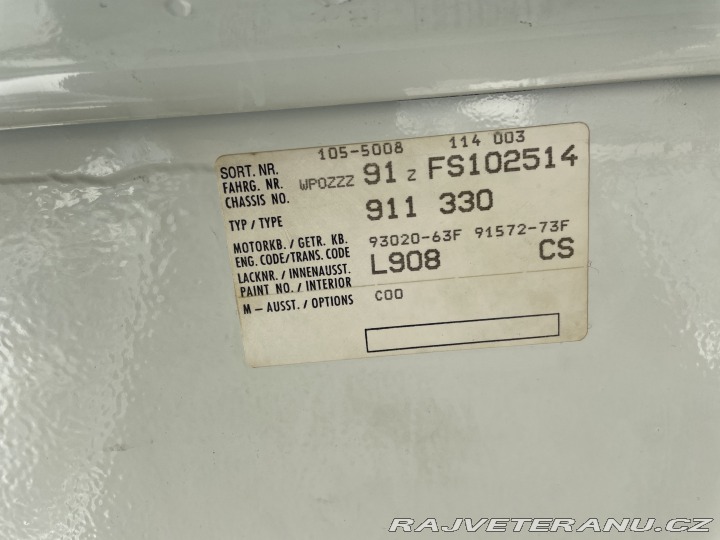 SORT. NR. 105-5008 114 003
FAHRG. NR. WPOZZZ 91 Z FS102514
CHASSIS NO.
TYP / TYPE 911 330
MOTORKB. / GETR. KB. 93020-63F 91572-73F
ENG. CODE/TRANS. CODE
LACKNR. / INNENAUSST. L908 CS
PAINT NO. / INTERIOR
M – AUSST. / OPTIONS C00
RAJVETERANU.CZ